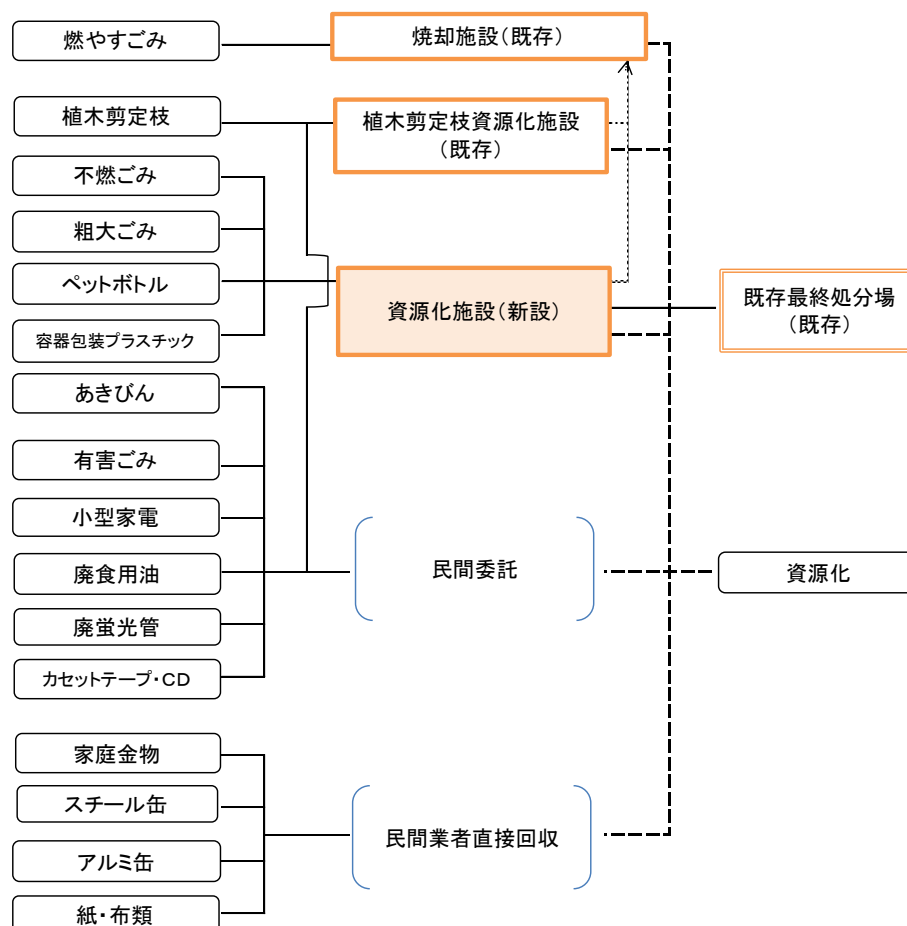 燃やすごみ
焼却施設(既存)
植木剪定枝
植木剪定枝資源化施設
(既存)
不燃ごみ
粗大ごみ
ペットボトル
容器包装プラスチック
資源化施設(新設)
既存最終処分場
(既存)
あきびん
有害ごみ
小型家電
廃食用油
廃蛍光管
カセットテープ・CD
民間委託
資源化
家庭金物
スチール缶
アルミ缶
紙・布類
民間業者直接回収